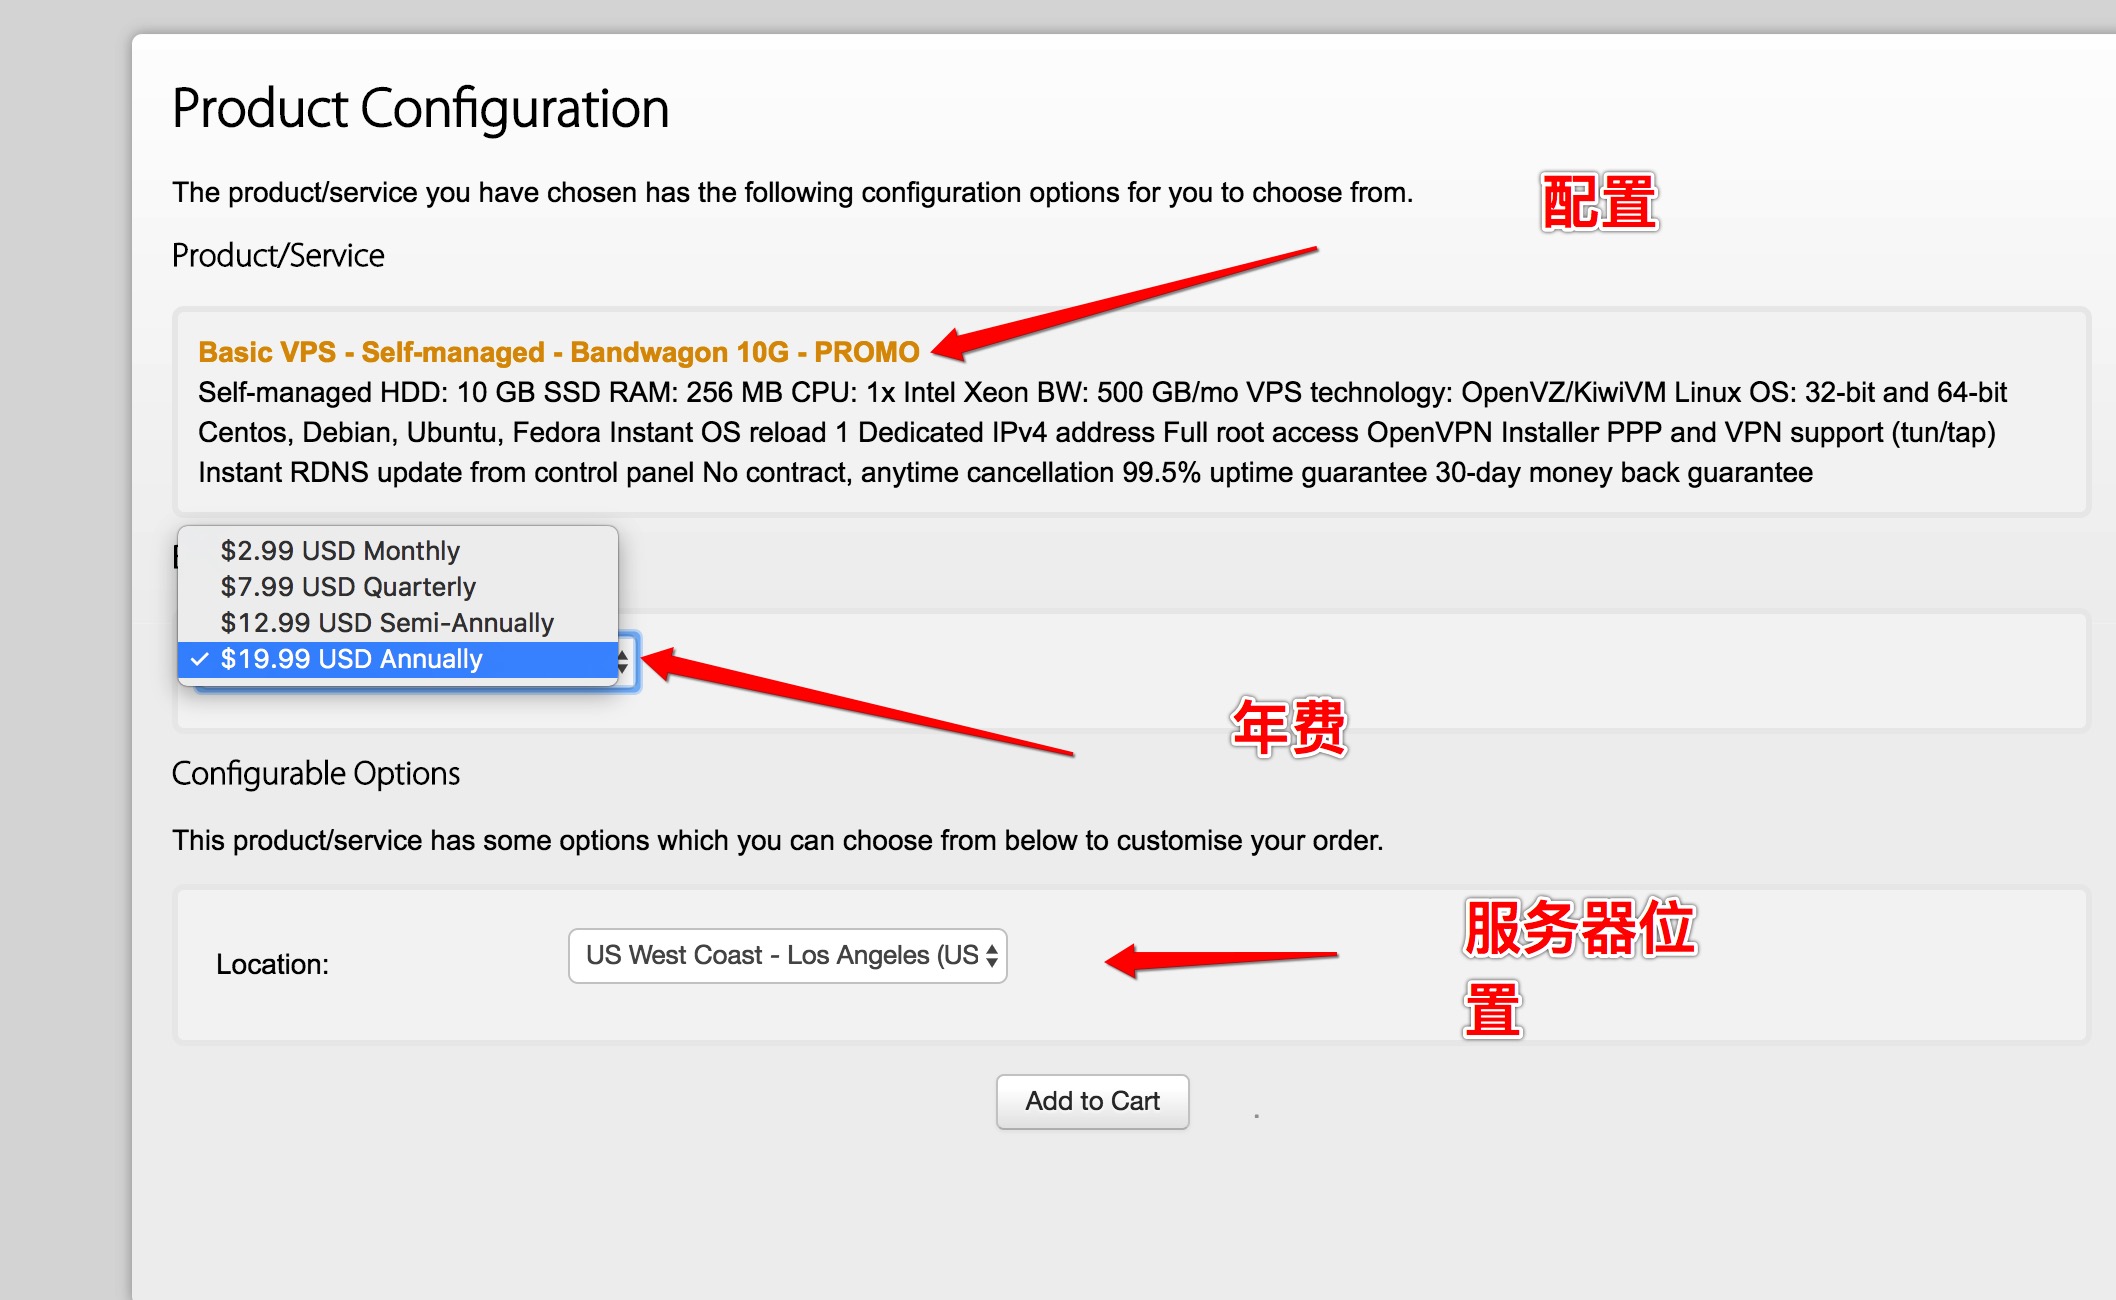 Product Configuration
The product/service you have chosen has the following configuration options for you to choose from.
配置
Product/Service
Basic VPS - Self-managed - Bandwagon 10G - PROMO
Self-managed HDD: 10 GB SSD RAM: 256 MB CPU: 1x Intel Xeon BW: 500 GB/mo VPS technology: OpenVZ/KiwiVM Linux OS: 32-bit and 64-bit
Centos, Debian, Ubuntu, Fedora Instant OS reload 1 Dedicated IPv4 address Full root access OpenVPN Installer PPP and VPN support (tun/tap)
Instant RDNS update from control panel No contract, anytime cancellation 99.5% uptime guarantee 30-day money back guarantee
$2.99 USD Monthly
$7.99 USD Quarterly
$12.99 USD Semi-Annually
$19.99 USD Annually
年费
Configurable Options
This product/service has some options which you can choose from below to customise your order.
Location:
US West Coast - Los Angeles (US
服务器位
置
Add to Cart